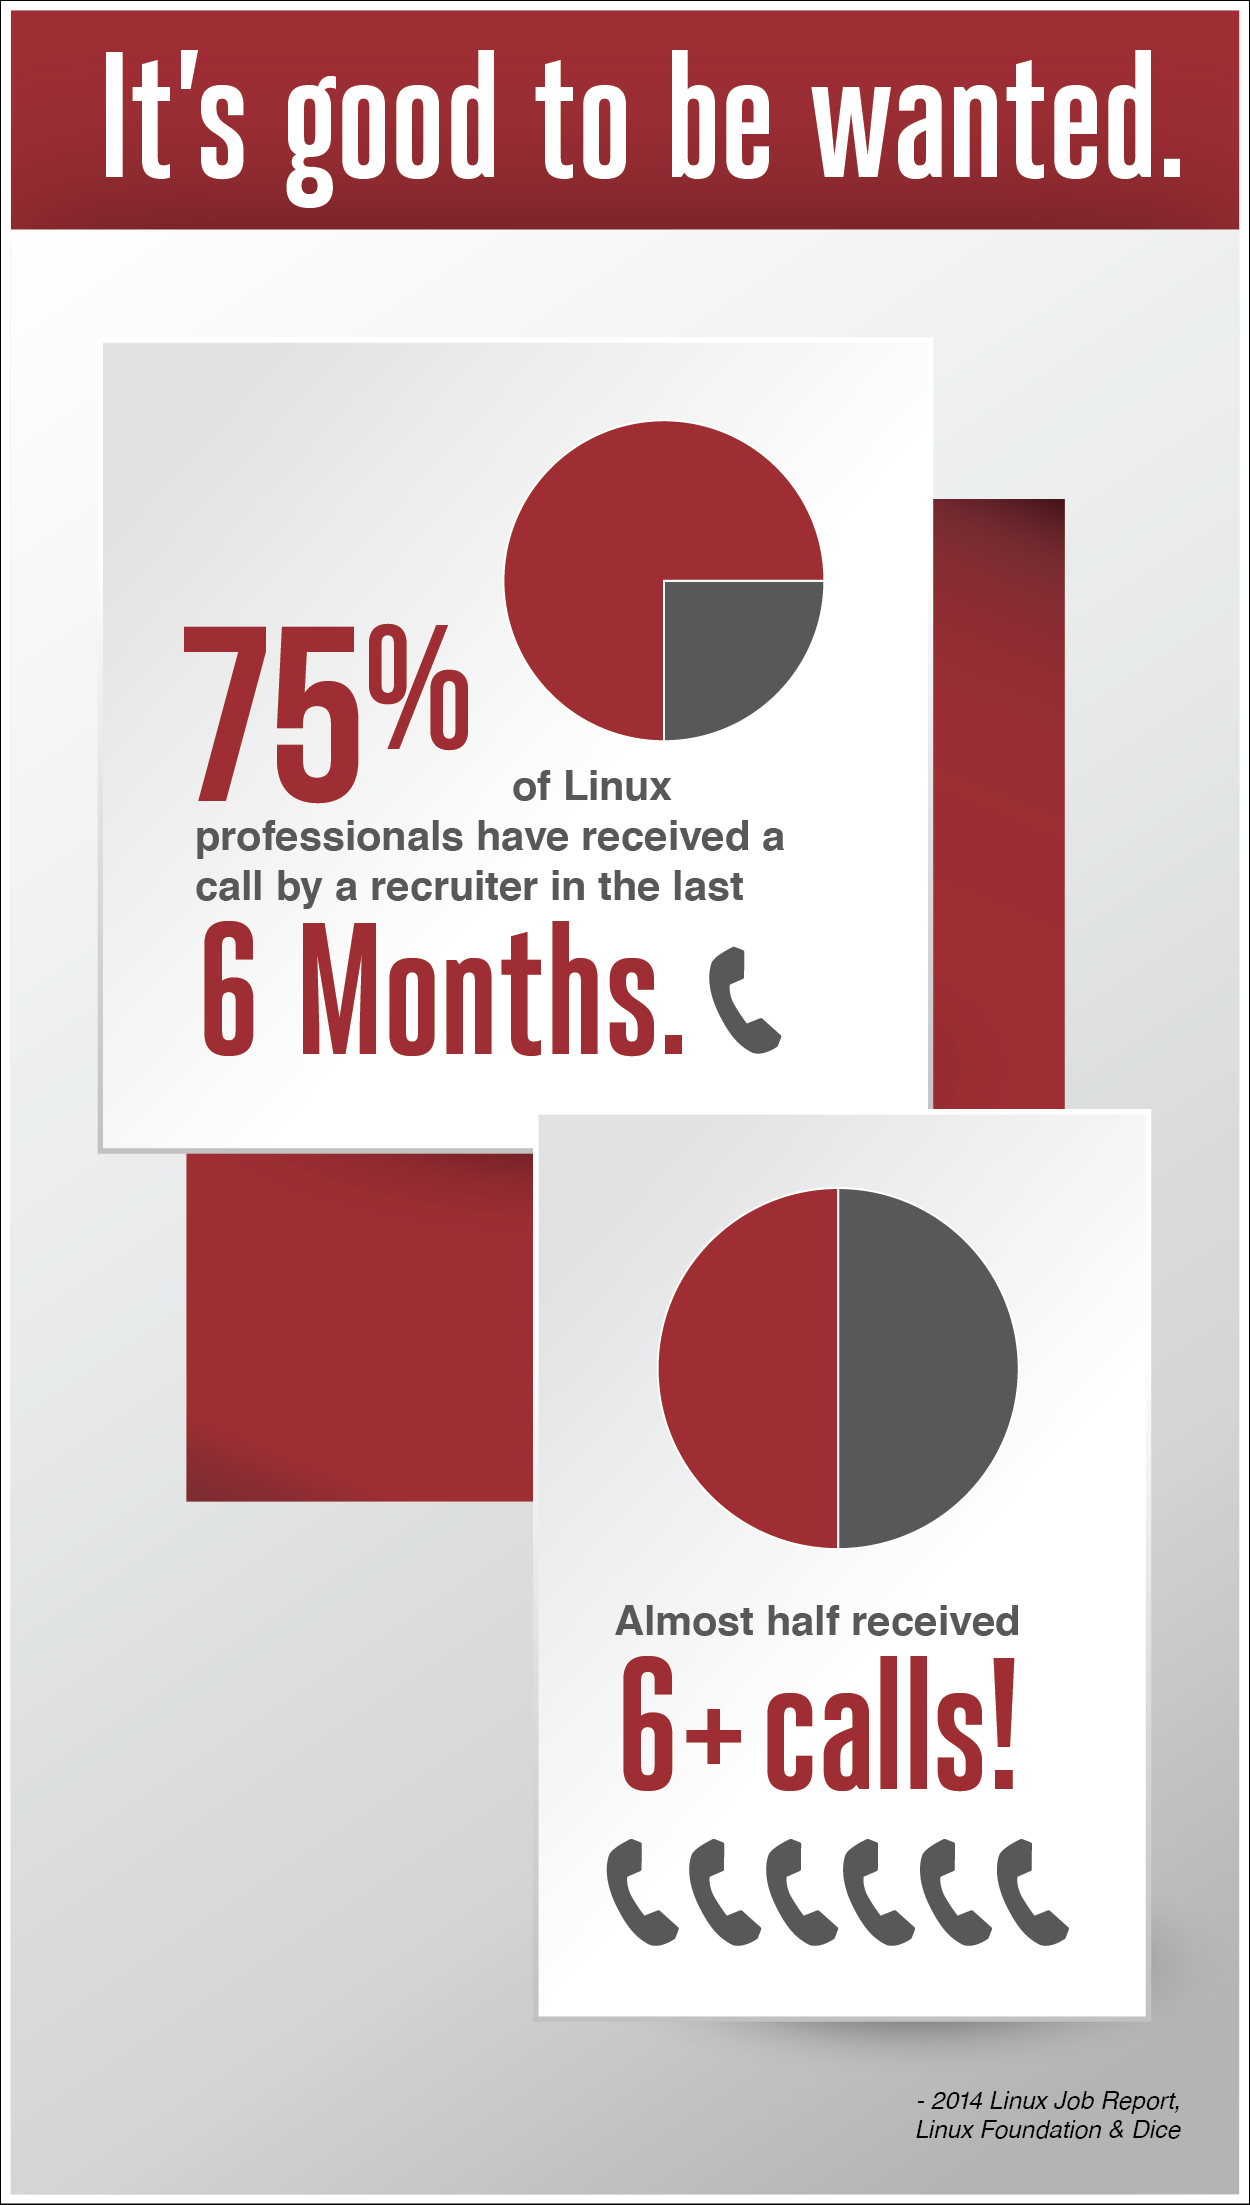 It's good to be wanted.
75%
of Linux
professionals have received a
call by a recruiter in the last
6 Months.
Almost half received
6+ calls!
- 2014 Linux Job Report,
Linux Foundation & Dice